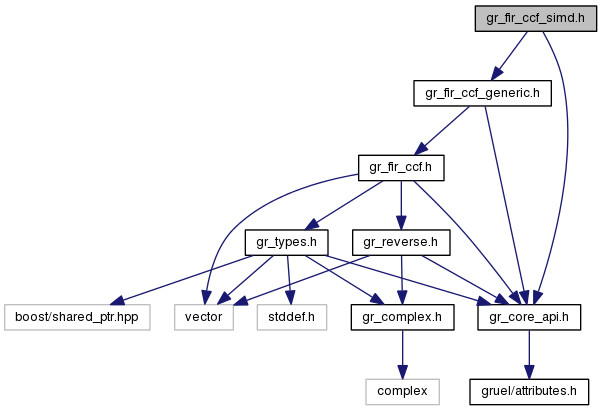 gr_fir_ccf_simd.h
gr_fir_ccf_generic.h
gr_fir_ccf.h
gr_types.h
gr_reverse.h
boost/shared_ptr.hpp
vector
stddef.h
gr_complex.h
gr_core_api.h
complex
gruel/attributes.h